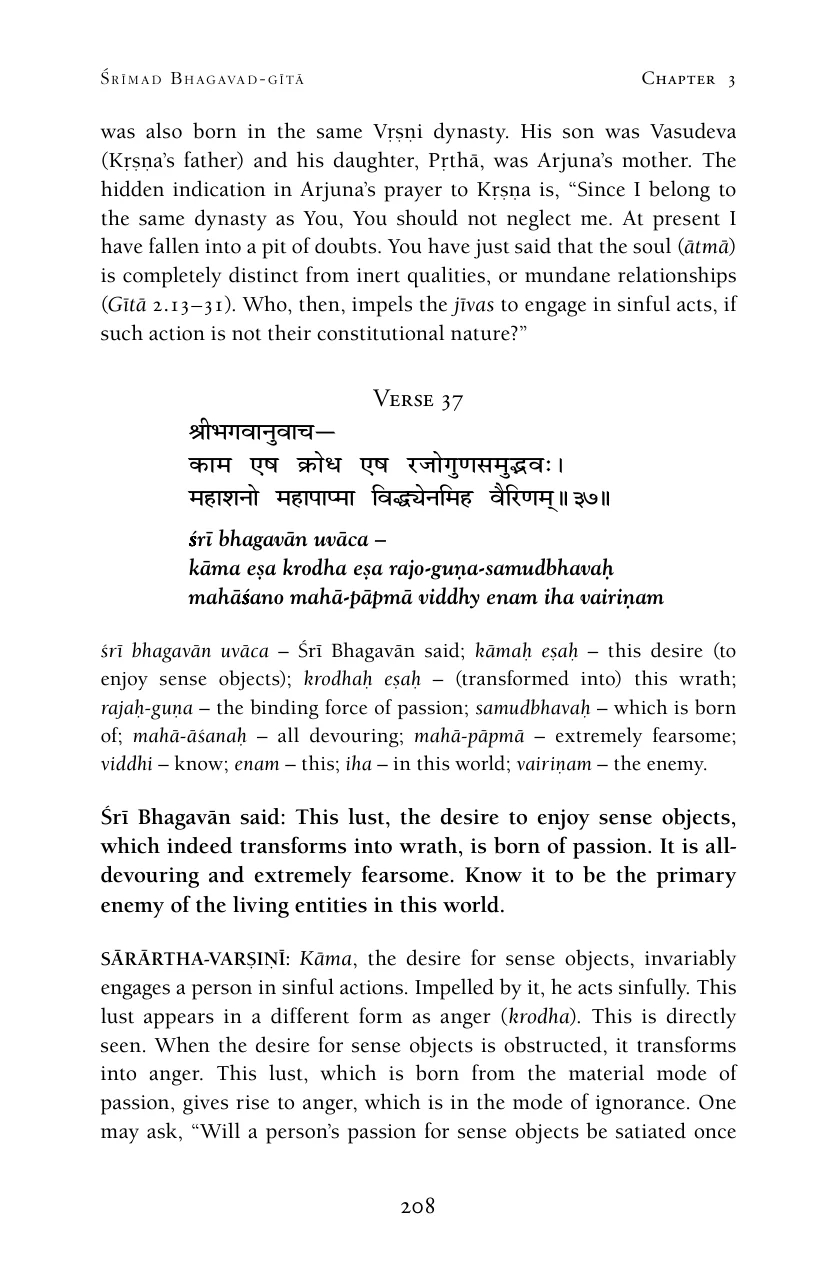 Śrīmad Bhagavad-gītā Chapter 3
was also born in the same Vṛṣṇi dynasty. His son was Vasudeva
(Kṛṣṇa’s father) and his daughter, Pṛthā, was Arjuna’s mother. The
hidden indication in Arjuna’s prayer to Kṛṣṇa is, “Since I belong to
the same dynasty as You, You should not neglect me. At present I
have fallen into a pit of doubts. You have just said that the soul (ātmā)
is completely distinct from inert qualities, or mundane relationships
(Gītā 2.13–31). Who, then, impels the jīvas to engage in sinful acts, if
such action is not their constitutional nature?”
Verse 37
श्रीभगवानुवाच—
काम एष क्रोध एष रजोगुणसमुद्भवः।
महाशनो महापाप्मा विद्ध्येनमिह वैरिणम्॥३७॥
śrī bhagavān uvāca –
kāma eṣa krodha eṣa rajo-guṇa-samudbhavaḥ
mahāśano mahā-pāpmā viddhy enam iha vairiṇam
śrī bhagavān uvāca – Śrī Bhagavān said; kāmaḥ eṣaḥ – this desire (to
enjoy sense objects); krodhaḥ eṣaḥ – (transformed into) this wrath;
rajaḥ-guṇa – the binding force of passion; samudbhavaḥ – which is born
of; mahā-āśanaḥ – all devouring; mahā-pāpmā – extremely fearsome;
viddhi – know; enam – this; iha – in this world; vairiṇam – the enemy.
Śrī Bhagavān said: This lust, the desire to enjoy sense objects,
which indeed transforms into wrath, is born of passion. It is all-
devouring and extremely fearsome. Know it to be the primary
enemy of the living entities in this world.
SĀRĀRTHA-VARṢIṆĪ: Kāma, the desire for sense objects, invariably
engages a person in sinful actions. Impelled by it, he acts sinfully. This
lust appears in a different form as anger (krodha). This is directly
seen. When the desire for sense objects is obstructed, it transforms
into anger. This lust, which is born from the material mode of
passion, gives rise to anger, which is in the mode of ignorance. One
may ask, “Will a person’s passion for sense objects be satiated once
208